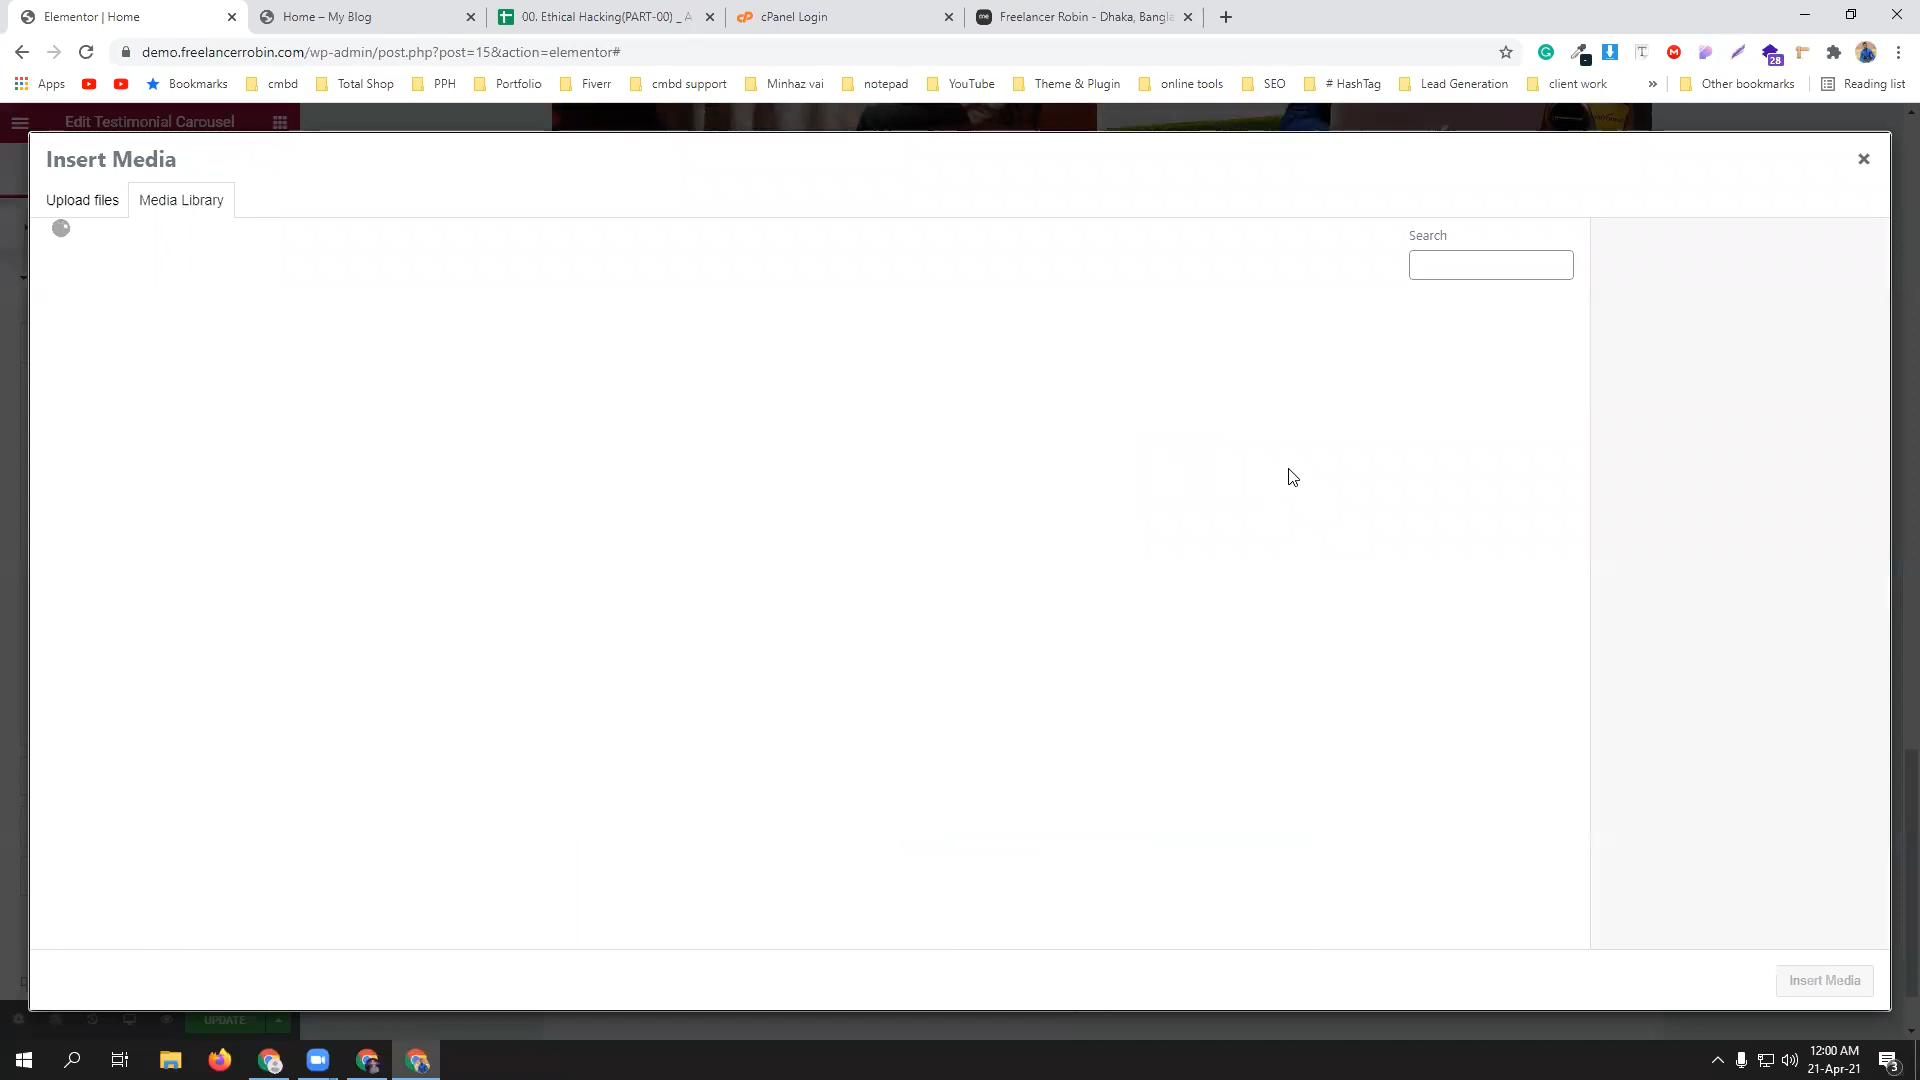 Elementor | Home
Home – My Blog
00. Ethical Hacking(PART-00) _ A
cPanel Login
Freelancer Robin - Dhaka, Bangla
demo.freelancerrobin.com/wp-admin/post.php?post=15&action=elementor#
28
Apps
Bookmarks
cmbd
Total Shop
PPH
Portfolio
Fiverr
cmbd support
Minhaz vai
notepad
YouTube
Theme & Plugin
online tools
SEO
# HashTag
Lead Generation
client work
»
Other bookmarks
Reading list
Edit Testimonial Carousel
Insert Media
Upload files
Media Library
Search
Insert Media
UPDATE
12:00 AM
21-Apr-21
3